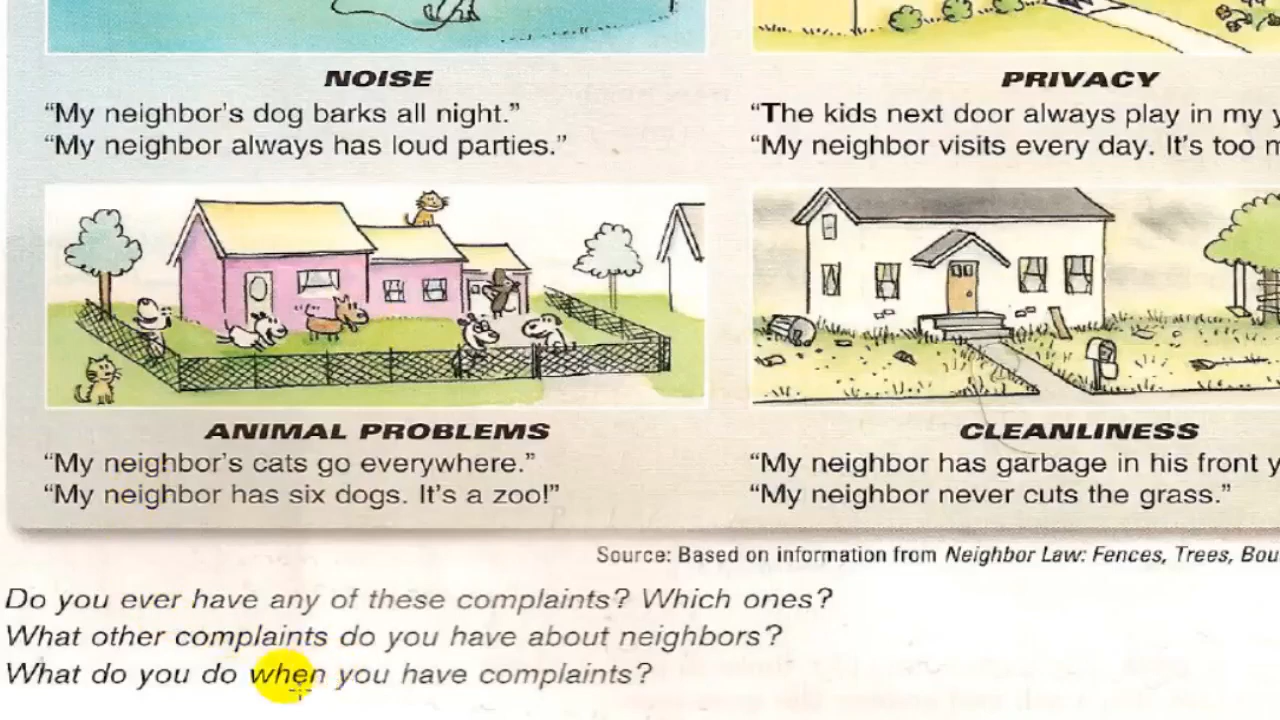 NOISE
“My neighbor's dog barks all night.”
“My neighbor always has loud parties.”
PRIVACY
“The kids next door always play in my
“My neighbor visits every day. It's too
ANIMAL PROBLEMS
“My neighbor's cats go everywhere.”
“My neighbor has six dogs. It's a zoo!”
CLEANLINESS
“My neighbor has garbage in his front
“My neighbor never cuts the grass.”
Source: Based on information from Neighbor Law: Fences, Trees,
Do you ever have any of these complaints? Which ones?
What other complaints do you have about neighbors?
What do you do when you have complaints?